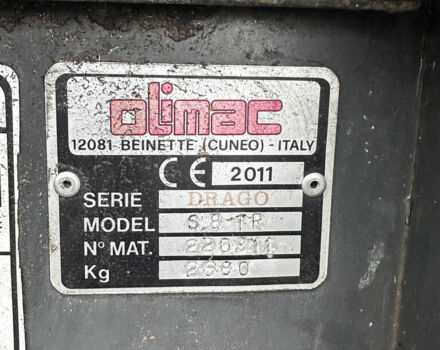 olimac
12081 BEINETTE (CUNEO) - ITALY
CE 2011
SERIE DRAGO
MODEL S 8 TR
N° MAT.
Kg